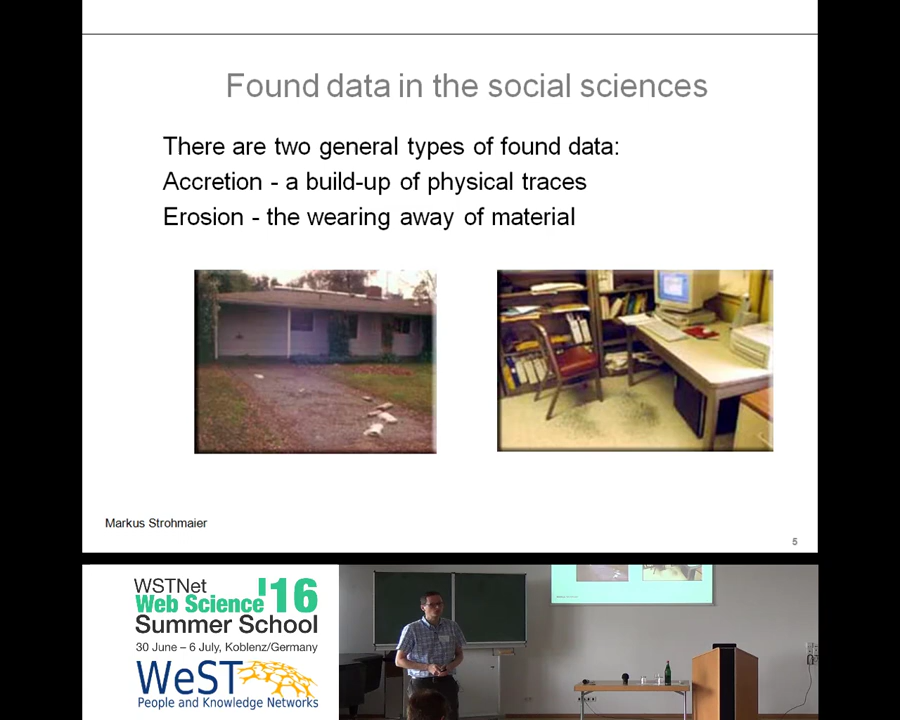 Found data in the social sciences
There are two general types of found data:
Accretion - a build-up of physical traces
Erosion - the wearing away of material
Markus Strohmaier
5
WSTNet
Web Science '16
Summer School
30 June – 6 July, Koblenz/Germany
WeST
People and Knowledge Networks